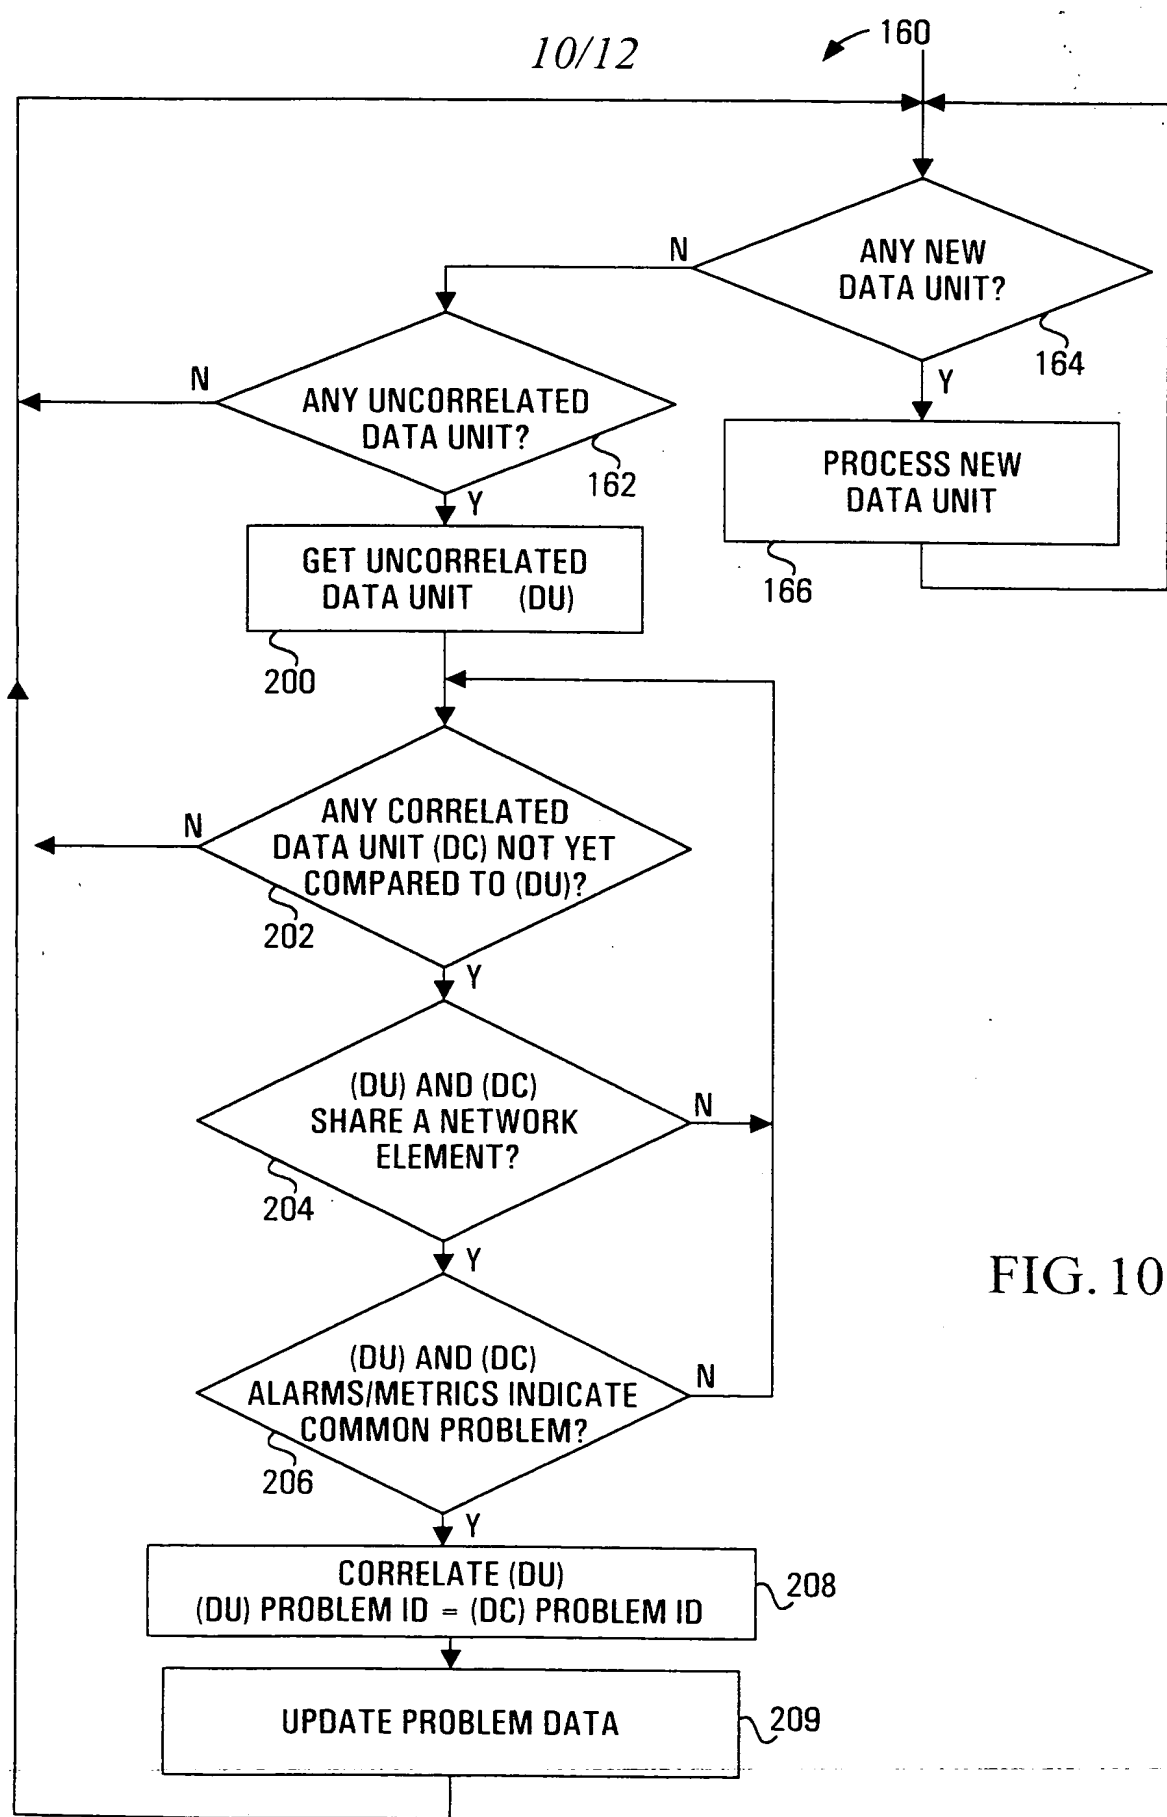 10/12
160
N
ANY NEW
DATA UNIT?
164
Y
N
ANY UNCORRELATED
DATA UNIT?
162
Y
PROCESS NEW
DATA UNIT
166
GET UNCORRELATED
DATA UNIT (DU)
200
N
ANY CORRELATED
DATA UNIT (DC) NOT YET
COMPARED TO (DU)?
202
Y
(DU) AND (DC)
SHARE A NETWORK
ELEMENT?
N
204
Y
FIG. 10
(DU) AND (DC)
ALARMS/METRICS INDICATE
COMMON PROBLEM?
N
206
Y
CORRELATE (DU)
(DU) PROBLEM ID = (DC) PROBLEM ID
208
UPDATE PROBLEM DATA
209